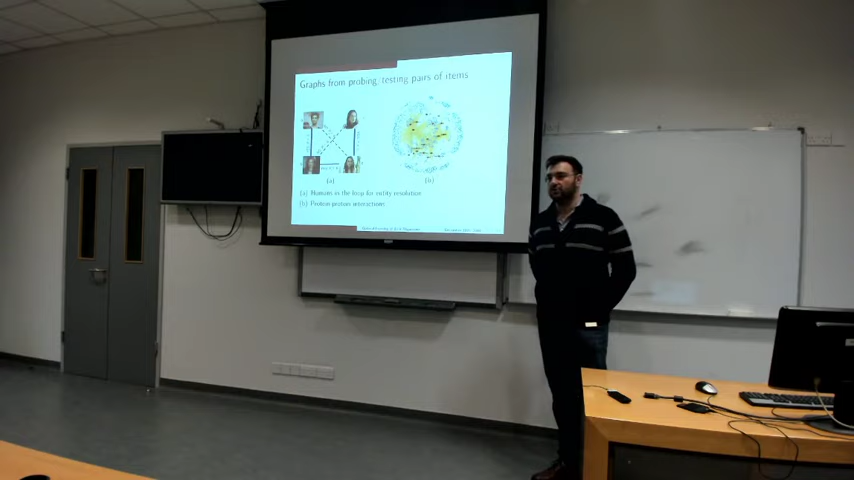 Graphs from probing, testing pairs of items
(a)
(b)
(a) Humans in the loop for entity resolution
(b) Protein-protein interactions